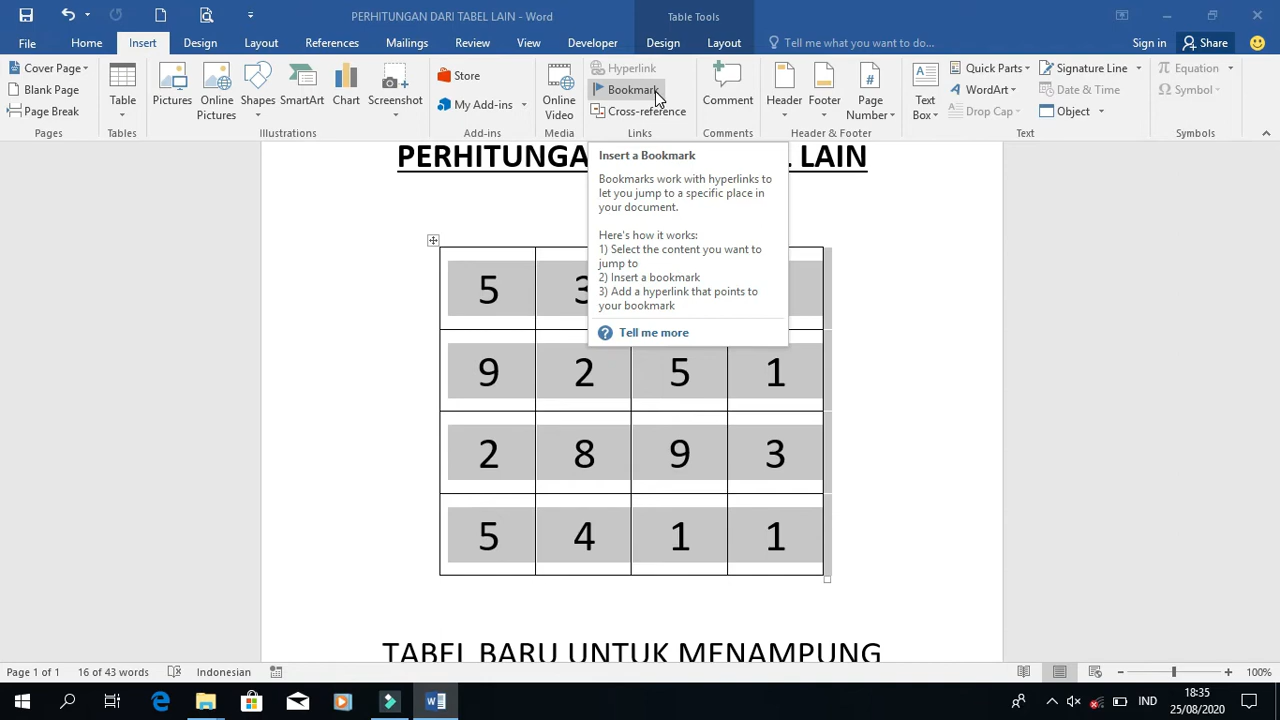 PERHITUNGAN DARI TABEL LAIN - Word
Table Tools
File Home Insert Design Layout References Mailings Review View Developer Design Layout Tell me what you want to do... Sign in Share
Cover Page
Blank Page
Page Break
Pages
Table
Tables
Pictures
Online Pictures
Shapes
SmartArt
Chart
Screenshot
Illustrations
Store
My Add-ins
Add-ins
Online Video
Media
Hyperlink
Bookmark
Cross-reference
Links
Comment
Comments
Header
Footer
Page Number
Header & Footer
Text Box
Quick Parts
WordArt
Drop Cap
Signature Line
Date & Time
Object
Text
Equation
Symbol
Symbols
PERHITUNGA LAIN
Insert a Bookmark
Bookmarks work with hyperlinks to
let you jump to a specific place in
your document.
Here's how it works:
1) Select the content you want to
jump to
2) Insert a bookmark
3) Add a hyperlink that points to
your bookmark
Tell me more
5 3
9 2 5 1
2 8 9 3
5 4 1 1
TABEL BARU UNTUK MENAMPUNG
Page 1 of 1 16 of 43 words Indonesian 100%
IND
18:35
25/08/2020